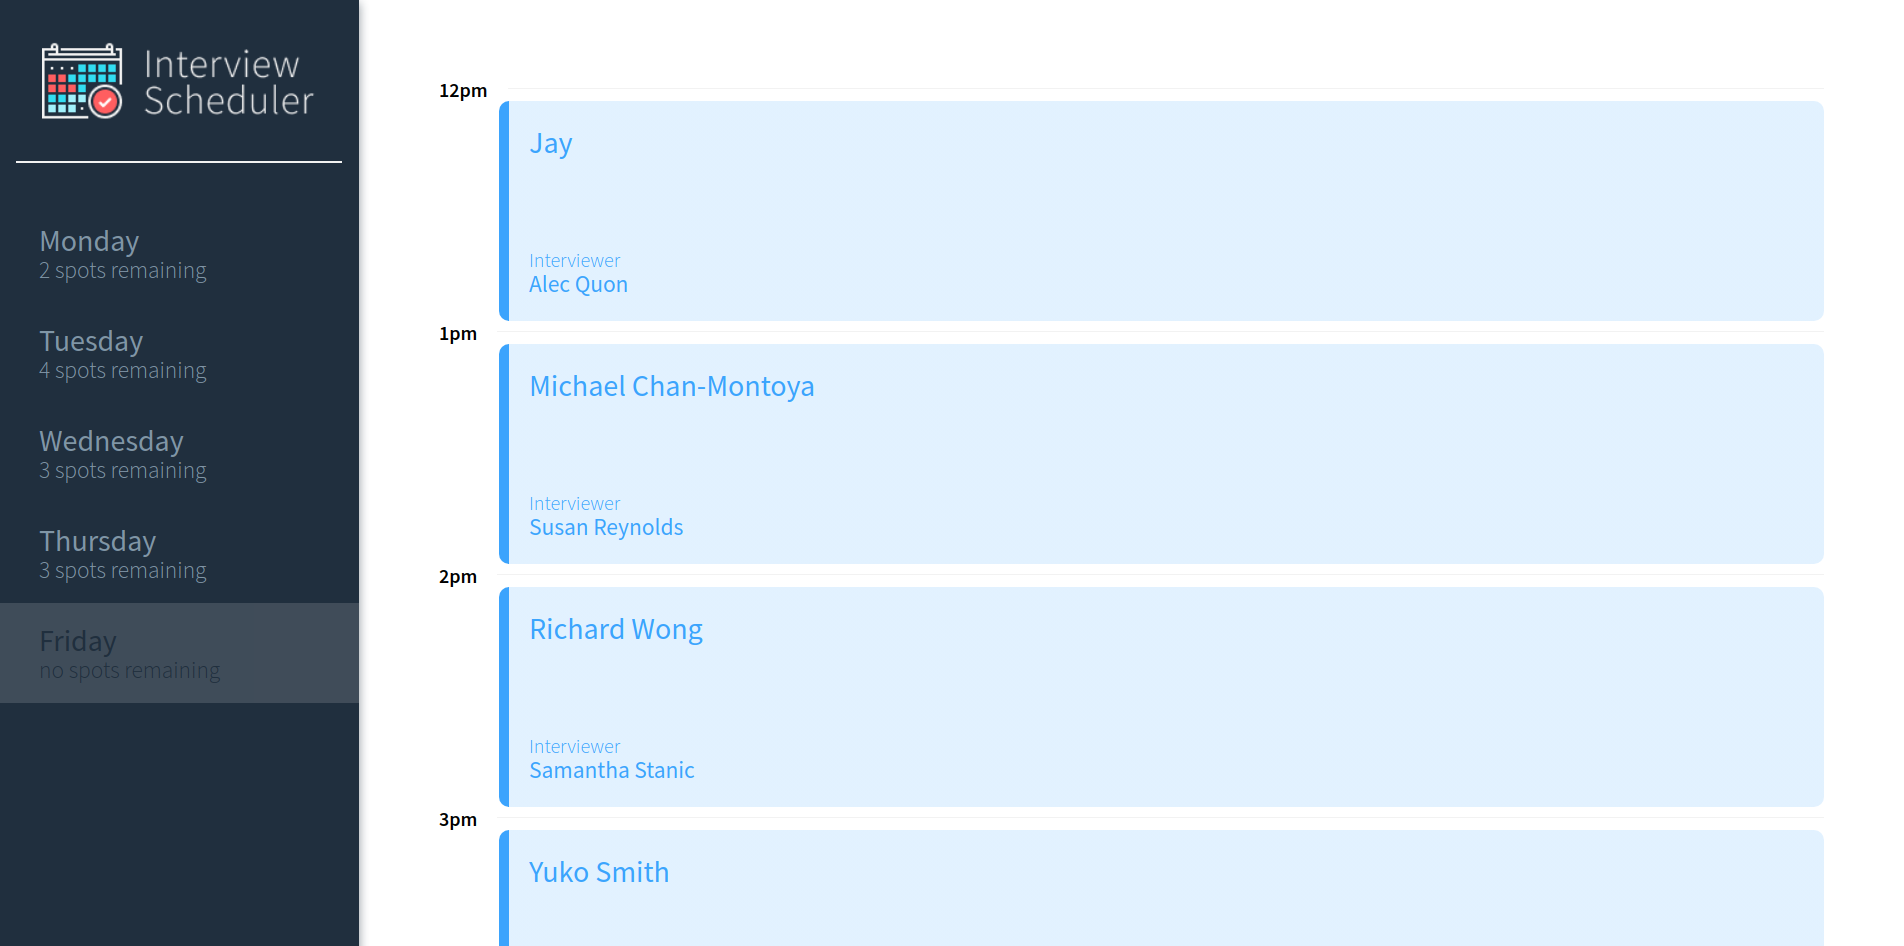 Interview
Scheduler
Monday
2 spots remaining
Tuesday
4 spots remaining
Wednesday
3 spots remaining
Thursday
3 spots remaining
Friday
no spots remaining
12pm
Jay
Interviewer
Alec Quon
1pm
Michael Chan-Montoya
Interviewer
Susan Reynolds
2pm
Richard Wong
Interviewer
Samantha Stanic
3pm
Yuko Smith